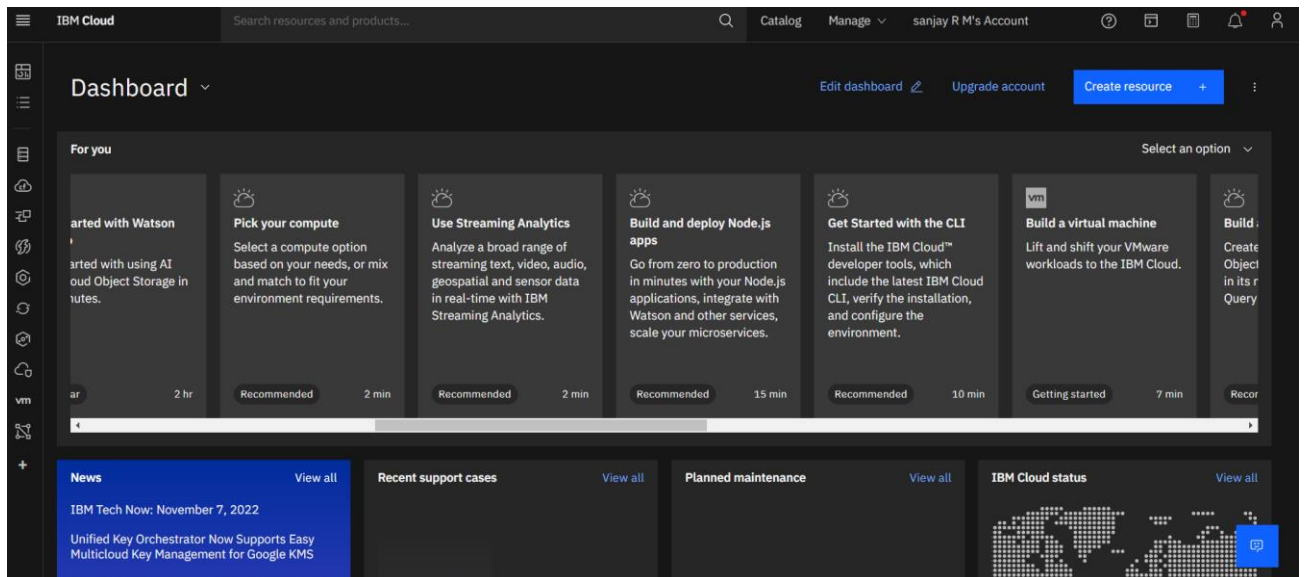 IBM Cloud
Search resources and products...
Catalog
Manage
sanjay R M's Account
Dashboard
Edit dashboard
Upgrade account
Create resource +
For you
Select an option
arted with Watson
arted with using AI
oud Object Storage in
nutes.
ar
2 hr
Pick your compute
Select a compute option
based on your needs, or mix
and match to fit your
environment requirements.
Recommended
2 min
Use Streaming Analytics
Analyze a broad range of
streaming text, video, audio,
geospatial and sensor data
in real-time with IBM
Streaming Analytics.
Recommended
2 min
Build and deploy Node.js
apps
Go from zero to production
in minutes with your Node.js
applications, integrate with
Watson and other services,
scale your microservices.
Recommended
15 min
Get Started with the CLI
Install the IBM Cloud™
developer tools, which
include the latest IBM Cloud
CLI, verify the installation,
and configure the
environment.
Recommended
10 min
vm
Build a virtual machine
Lift and shift your VMware
workloads to the IBM Cloud.
Getting started
7 min
Build
Create
Object
in its
Query
Recor
vm
News
View all
IBM Tech Now: November 7, 2022
Unified Key Orchestrator Now Supports Easy
Multicloud Key Management for Google KMS
Recent support cases
View all
Planned maintenance
View all
IBM Cloud status
View all